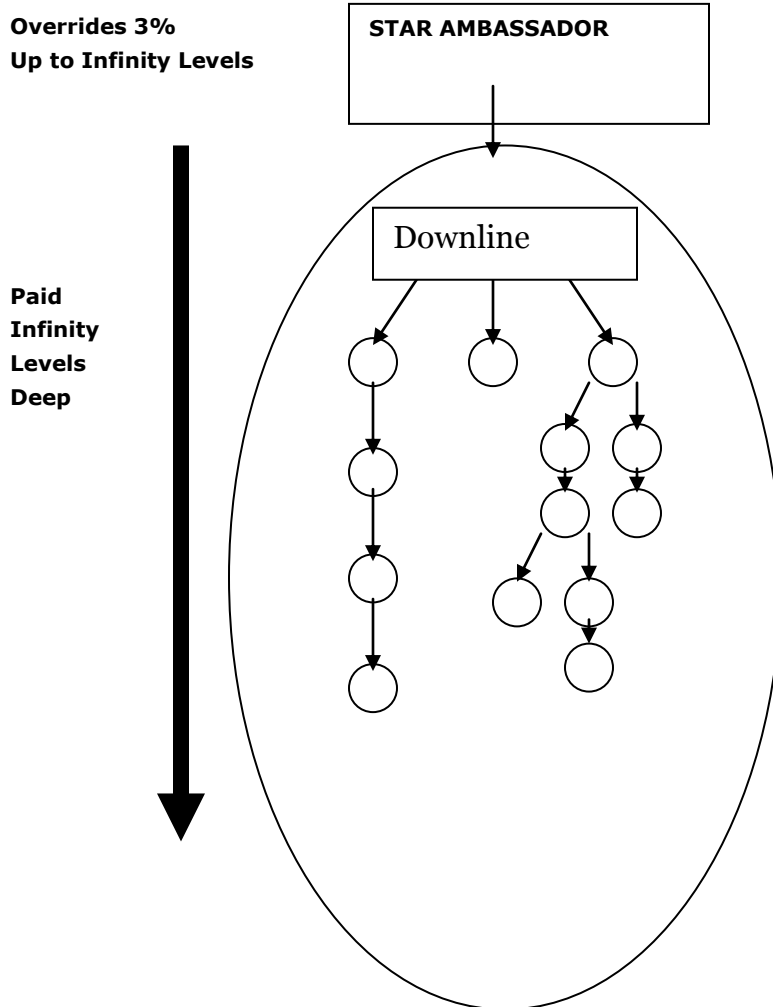 Overrides 3%
Up to Infinity Levels
STAR AMBASSADOR
Downline
Paid
Infinity
Levels
Deep